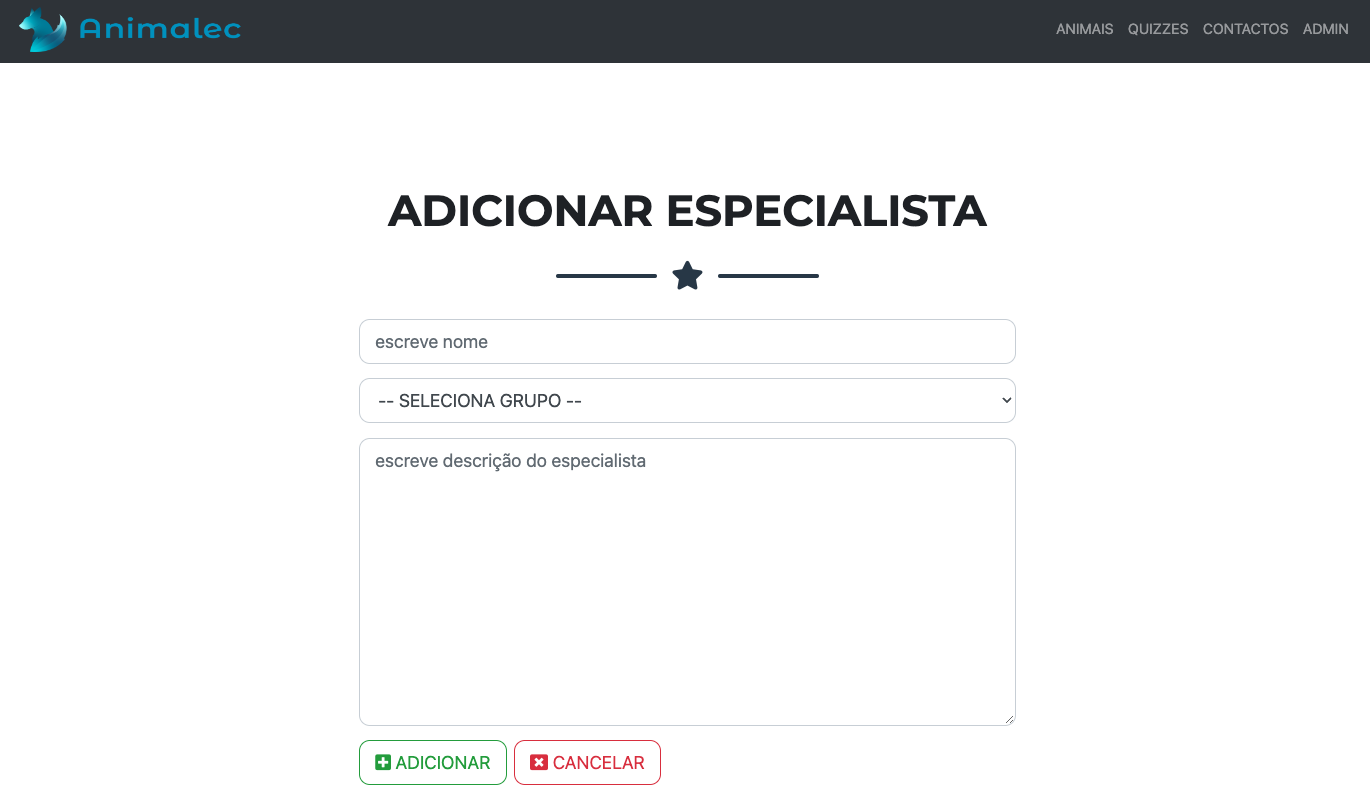 Animalec
ANIMAIS QUIZZES CONTACTOS ADMIN
ADICIONAR ESPECIALISTA
escreve nome
-- SELECIONA GRUPO --
escreve descrição do especialista
ADICIONAR CANCELAR